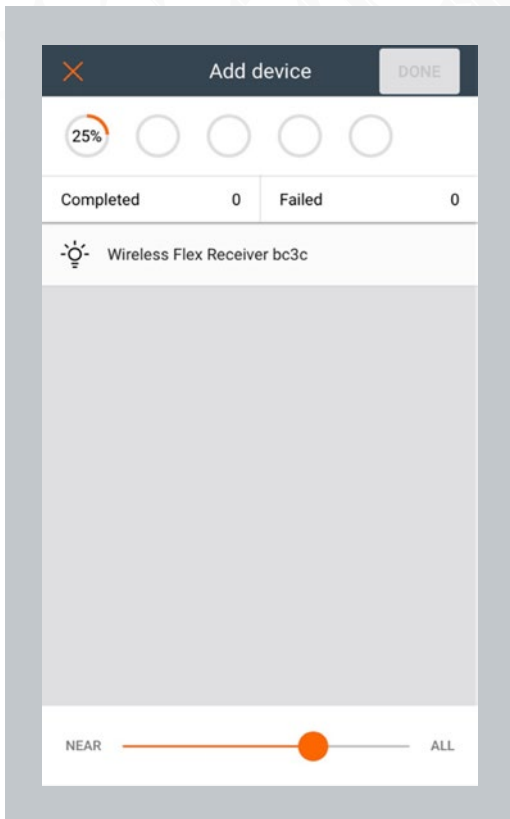 Add device DONE
25%
Completed 0 Failed 0
Wireless Flex Receiver bc3c
NEAR ALL